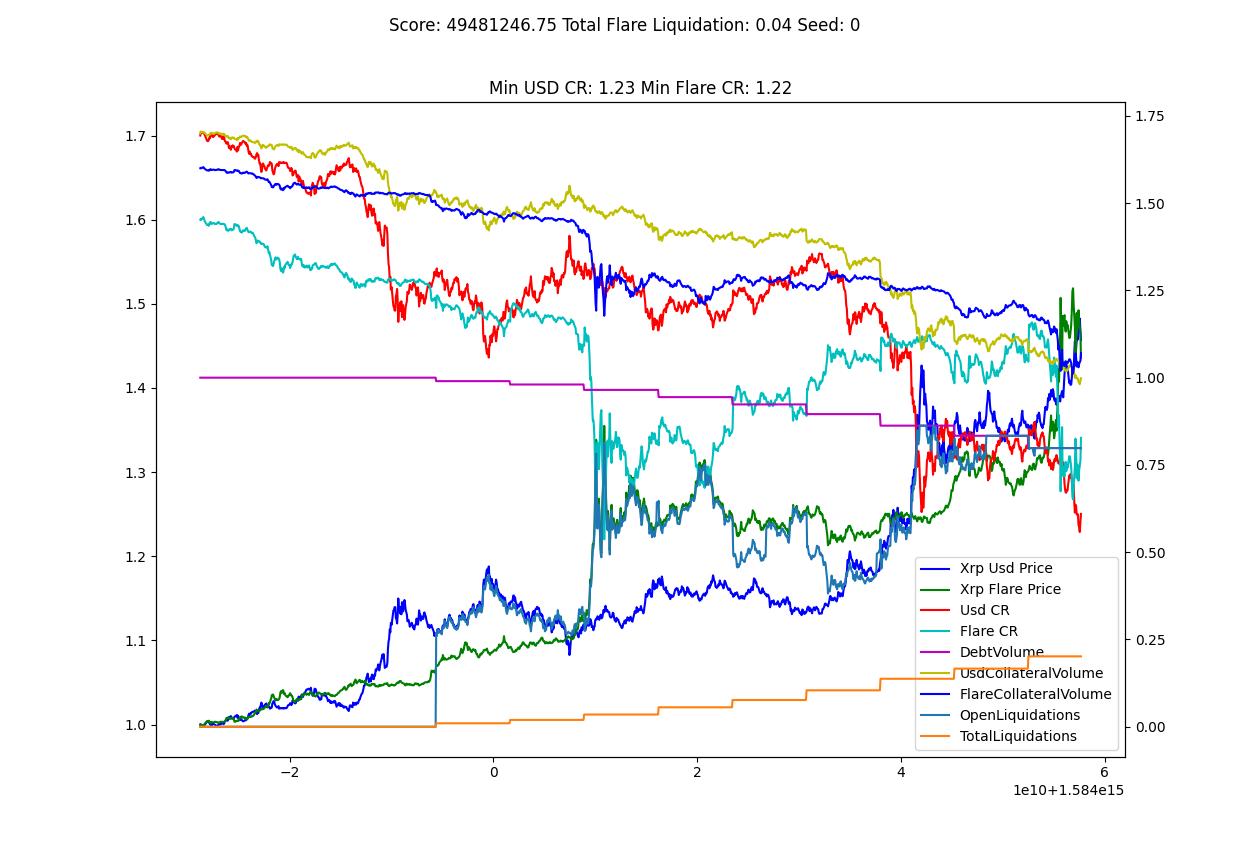 Score: 49481246.75 Total Flare Liquidation: 0.04 Seed: 0
Min USD CR: 1.23 Min Flare CR: 1.22
1.7
1.6
1.5
1.4
1.3
1.2
1.1
1.0
1.75
1.50
1.25
1.00
0.75
0.50
0.25
0.00
Xrp Usd Price
Xrp Flare Price
Usd CR
Flare CR
DebtVolume
UsdCollateralVolume
FlareCollateralVolume
OpenLiquidations
TotalLiquidations
−2 0 2 4 6
1e10+1.584e15